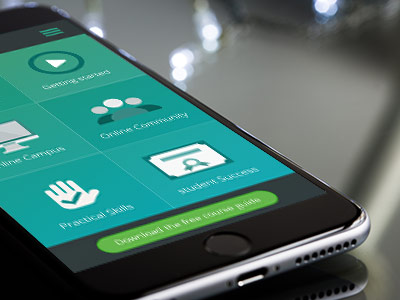 Getting started
Online Community
nline Campus
student Success
Practical Skills
Download the free course guide